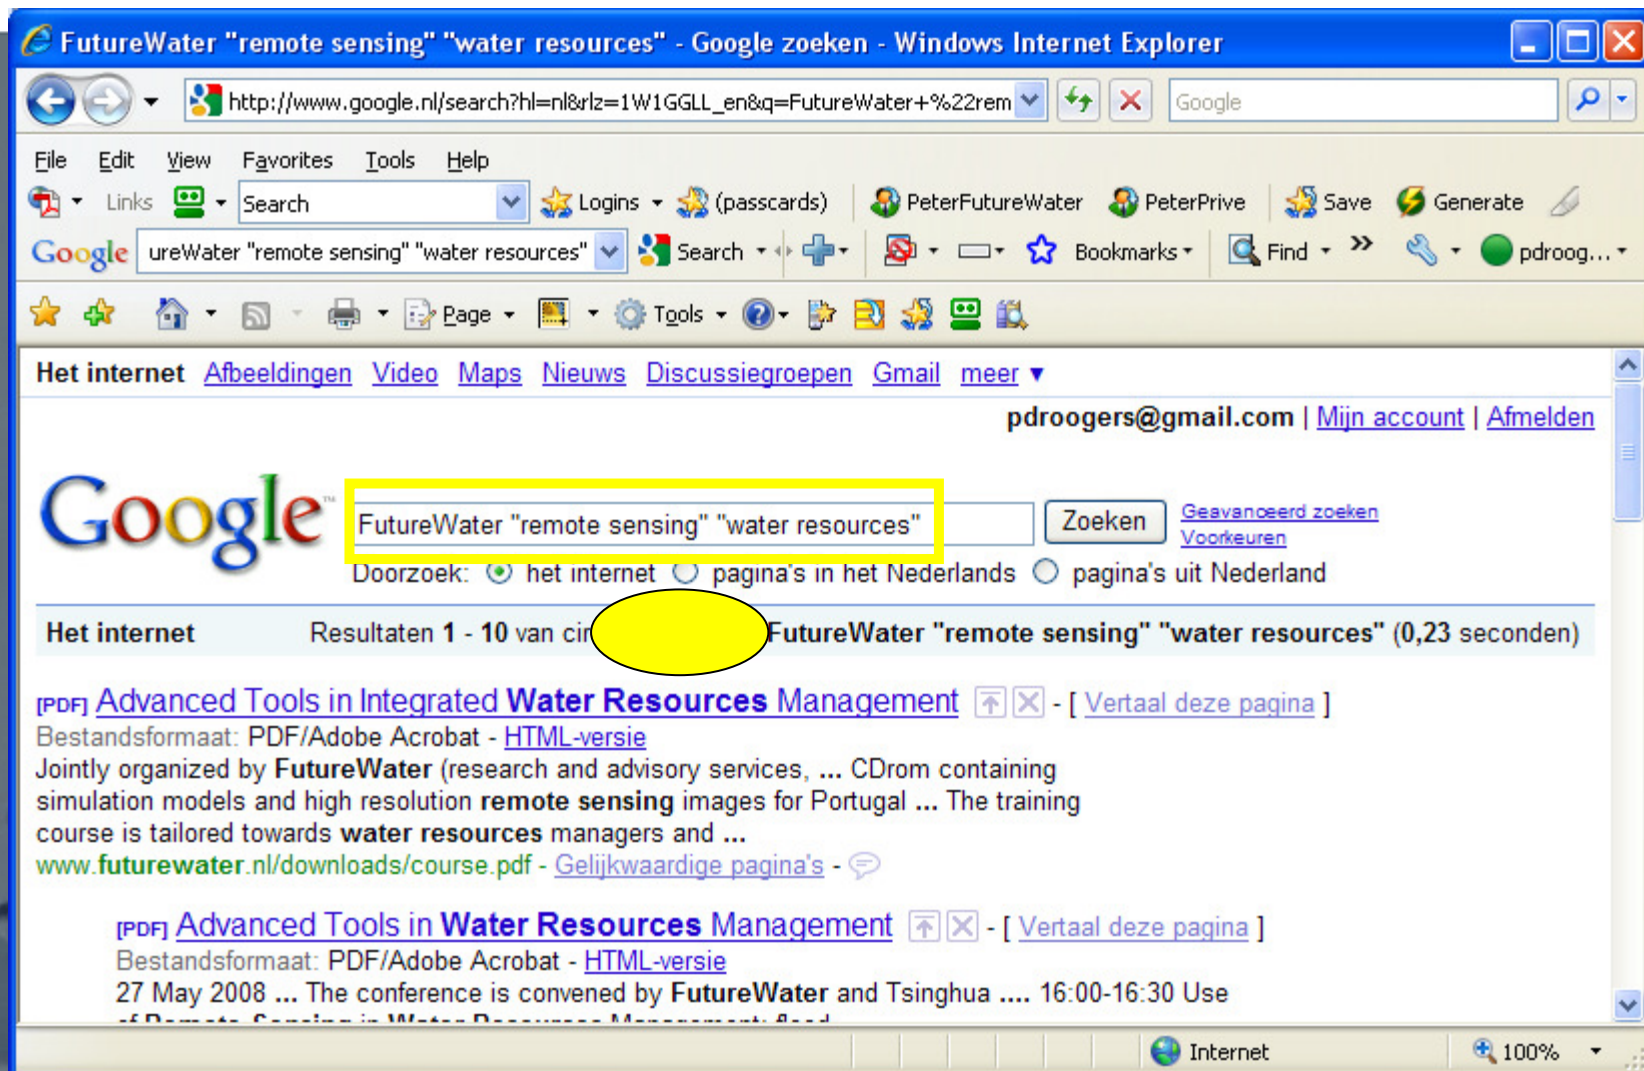 FutureWater "remote sensing" "water resources" - Google zoeken - Windows Internet Explorer
http://www.google.nl/search?hl=nl&rlz=1W1GGLL_en&q=FutureWater+%22rem Google
File Edit View Favorites Tools Help
Links Search Logins (passcards) PeterFutureWater PeterPrive Save Generate
Google ureWater "remote sensing" "water resources" Search Bookmarks Find >> pdroog...
Page Tools
Het internet Afbeeldingen Video Maps Nieuws Discussiegroepen Gmail meer ▼
pdroogers@gmail.com | Mijn account | Afmelden
Google™ FutureWater "remote sensing" "water resources" Zoeken Geavanceerd zoeken
Voorkeuren
Doorzoek: het internet pagina's in het Nederlands pagina's uit Nederland
Het internet Resultaten 1 - 10 van cir FutureWater "remote sensing" "water resources" (0,23 seconden)
[PDF] Advanced Tools in Integrated Water Resources Management - [ Vertaal deze pagina ]
Bestandsformaat: PDF/Adobe Acrobat - HTML-versie
Jointly organized by FutureWater (research and advisory services, ... CDrom containing
simulation models and high resolution remote sensing images for Portugal ... The training
course is tailored towards water resources managers and ...
www.futurewater.nl/downloads/course.pdf - Gelijkwaardige pagina's -
[PDF] Advanced Tools in Water Resources Management - [ Vertaal deze pagina ]
Bestandsformaat: PDF/Adobe Acrobat - HTML-versie
27 May 2008 ... The conference is convened by FutureWater and Tsinghua .... 16:00-16:30 Use
of Remote Sensing in Water Resources Management: flood
Internet 100%